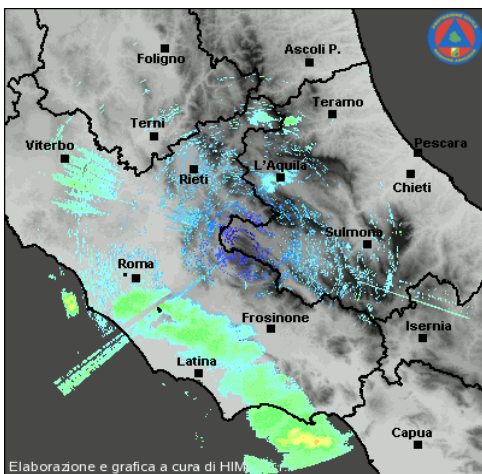 Foligno
Ascoli P.
Teramo
Terni
Viterbo
Pescara
L'Aquila
Rieti
Chieti
Sulmona
Roma
Frosinone
Isernia
Latina
Capua
Elaborazione e grafica a cura di HIM